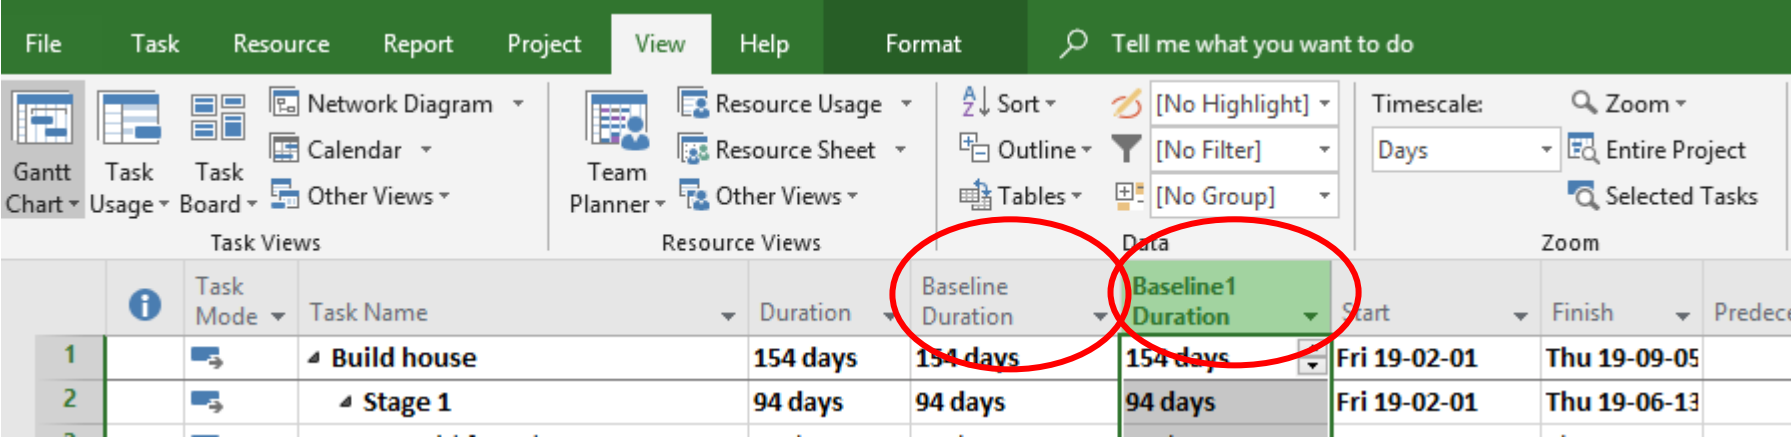 File Task Resource Report Project View Help Format Tell me what you want to do
Network Diagram Resource Usage Sort [No Highlight] Timescale: Zoom
Calendar Resource Sheet Outline [No Filter] Days Entire Project
Gantt Chart Task Usage Task Board Other Views Team Planner Other Views Tables [No Group] Selected Tasks
Task Views Resource Views Data Zoom
Task Mode Task Name Duration Baseline Duration Baseline1 Duration Start Finish Predece
1 Build house 154 days 154 days 154 days Fri 19-02-01 Thu 19-09-05
2 Stage 1 94 days 94 days 94 days Fri 19-02-01 Thu 19-06-13